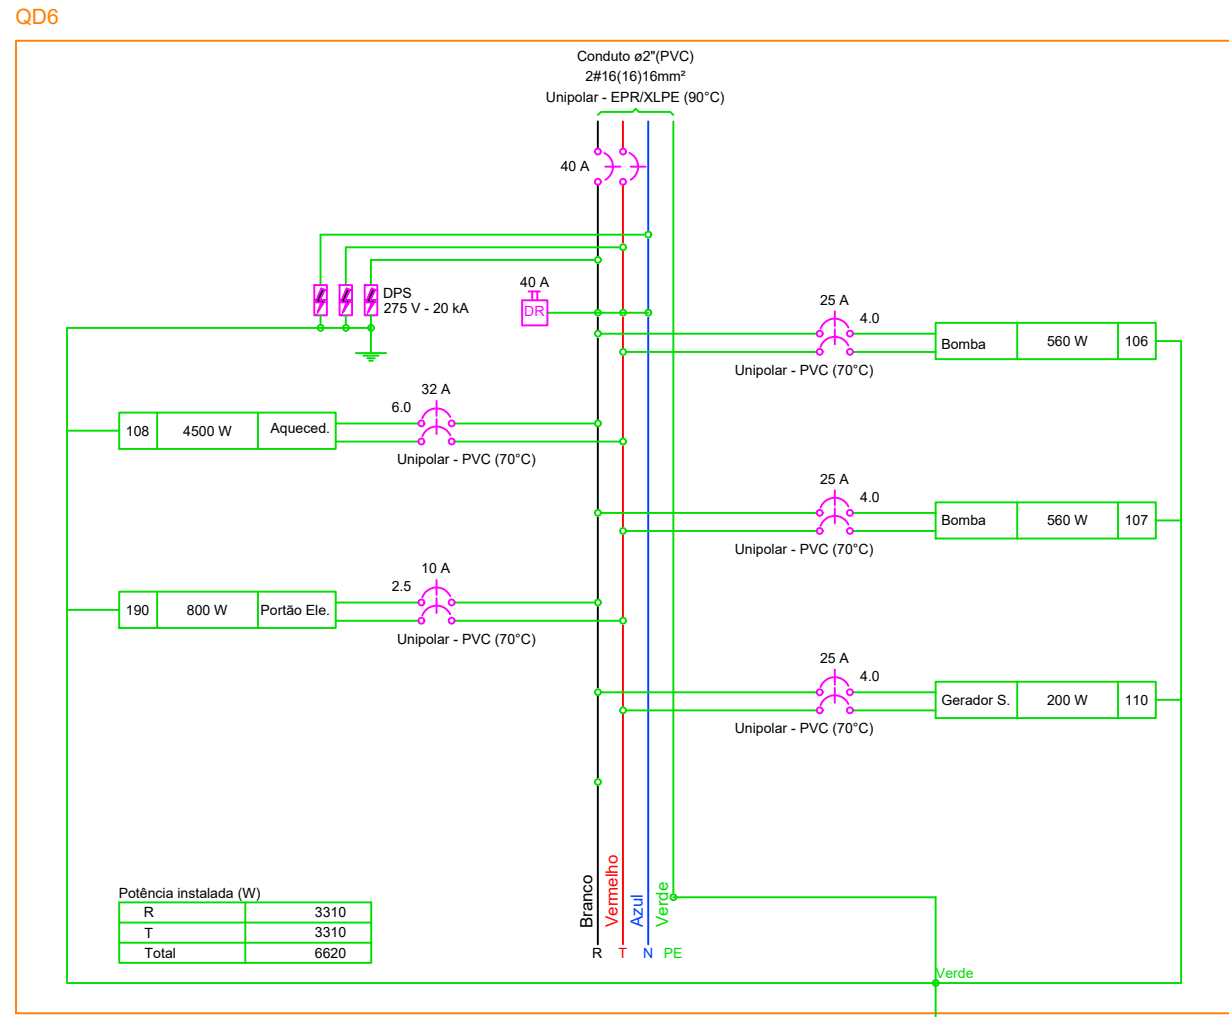 QD6
Conduto ø2"(PVC)
2#16(16)16mm²
Unipolar - EPR/XLPE (90°C)
40 A
DPS
275 V - 20 kA
40 A
DR
25 A
4.0
Bomba 560 W 106
Unipolar - PVC (70°C)
32 A
6.0
108 4500 W Aqueced.
Unipolar - PVC (70°C)
25 A
4.0
Bomba 560 W 107
Unipolar - PVC (70°C)
10 A
2.5
190 800 W Portão Ele.
Unipolar - PVC (70°C)
25 A
4.0
Gerador S. 200 W 110
Unipolar - PVC (70°C)
Potência instalada (W)
R 3310
T 3310
Total 6620
Branco
Vermelho
Azul
Verde
R T N PE
Verde